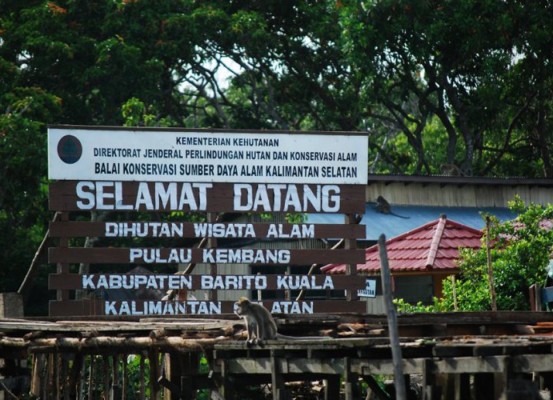 KEMENTERIAN KEHUTANAN
DIREKTORAT JENDERAL PERLINDUNGAN HUTAN DAN KONSERVASI ALAM
BALAI KONSERVASI SUMBER DAYA ALAM KALIMANTAN SELATAN
SELAMAT DATANG
DIHUTAN WISATA ALAM
PULAU KEMBANG
KABUPATEN BARITO KUALA
KALIMANTAN ATAN